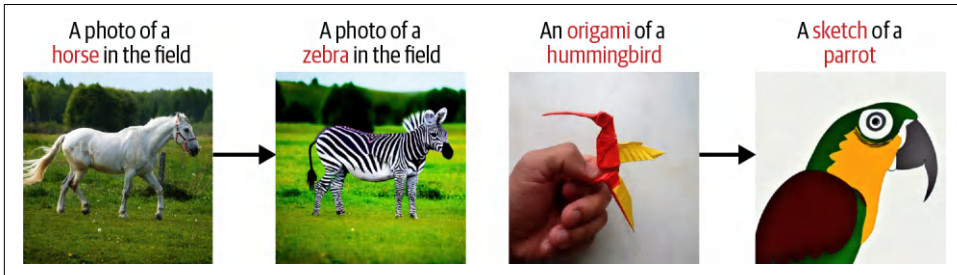 A photo of a
horse in the field
A photo of a
zebra in the field
An origami of a
hummingbird
A sketch of a
parrot